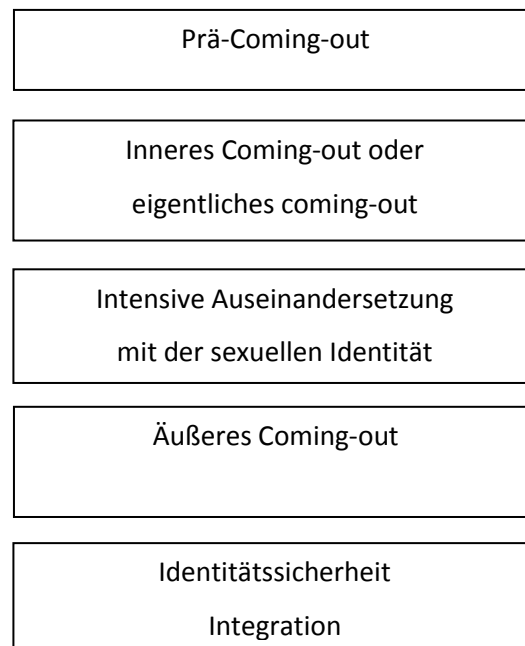 Prä-Coming-out
Inneres Coming-out oder
eigentliches coming-out
Intensive Auseinandersetzung
mit der sexuellen Identität
Äußeres Coming-out
Identitätssicherheit
Integration